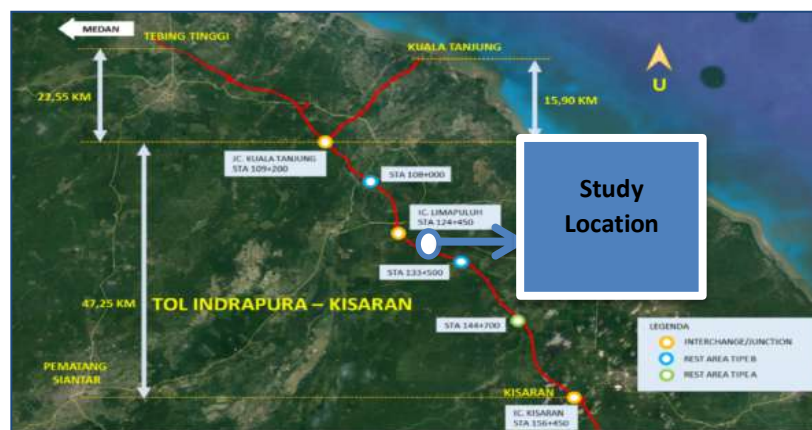 MEDAN
TEBING TINGGI
KUALA TANJUNG
22,55 KM
15,90 KM
U
JC. KUALA TANJUNG
STA 109+200
STA 108+000
Study
Location
IC. LIMAPULUH
STA 124+450
STA 133+500
47,25 KM
TOL INDRAPURA – KISARAN
STA 144+700
LEGENDA
INTERCHANGE/JUNCTION
REST AREA TIPE B
REST AREA TIPE A
PEMATANG
SIANTAR
KISARAN
IC. KISARAN
STA 156+450